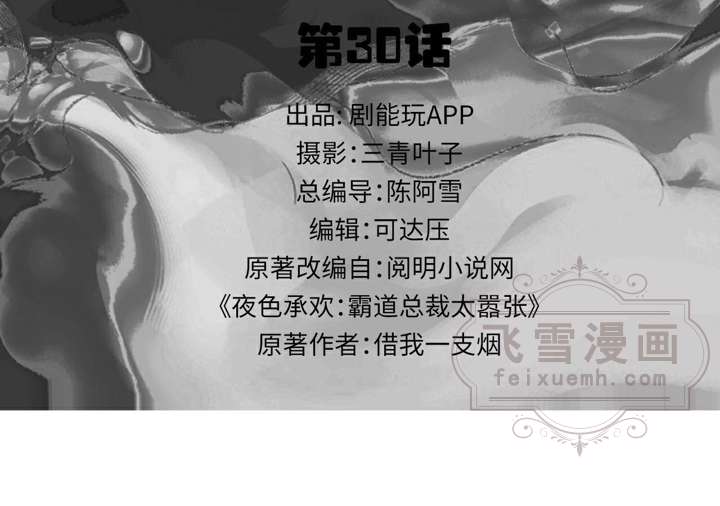 第30话
出品: 剧能玩APP
摄影:三青叶子
总编导:陈阿雪
编辑:可达压
原著改编自:阅明小说网
《夜色承欢:霸道总裁太嚣张》
原著作者:借我一支烟
飞雪漫画
feixuemh.com